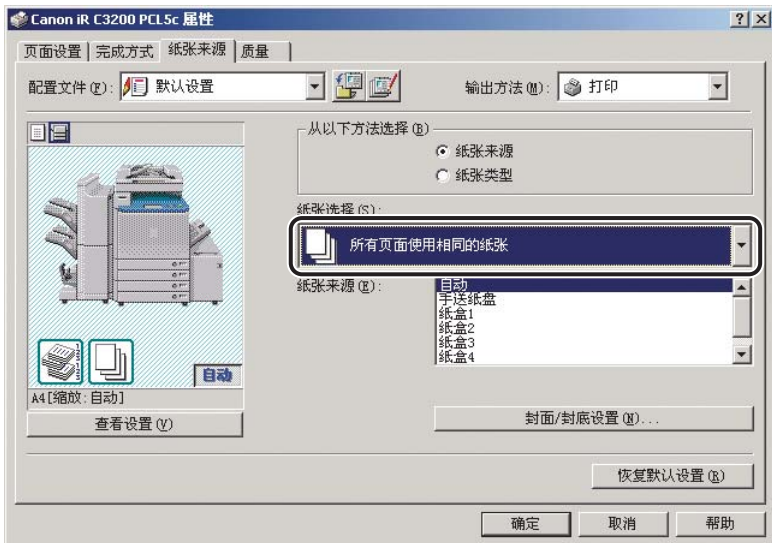 Canon iR C3200 PCL5c 属性
页面设置 完成方式 纸张来源 质量
配置文件(F): 默认设置 输出方法(M): 打印
从以下方法选择(B)
纸张来源
纸张类型
纸张选择(S):
所有页面使用相同的纸张
纸张来源(E):
自动
手送纸盘
纸盒1
纸盒2
纸盒3
纸盒4
自动
A4[缩放: 自动]
查看设置(V)
封面/封底设置(N)...
恢复默认设置(R)
确定 取消 帮助